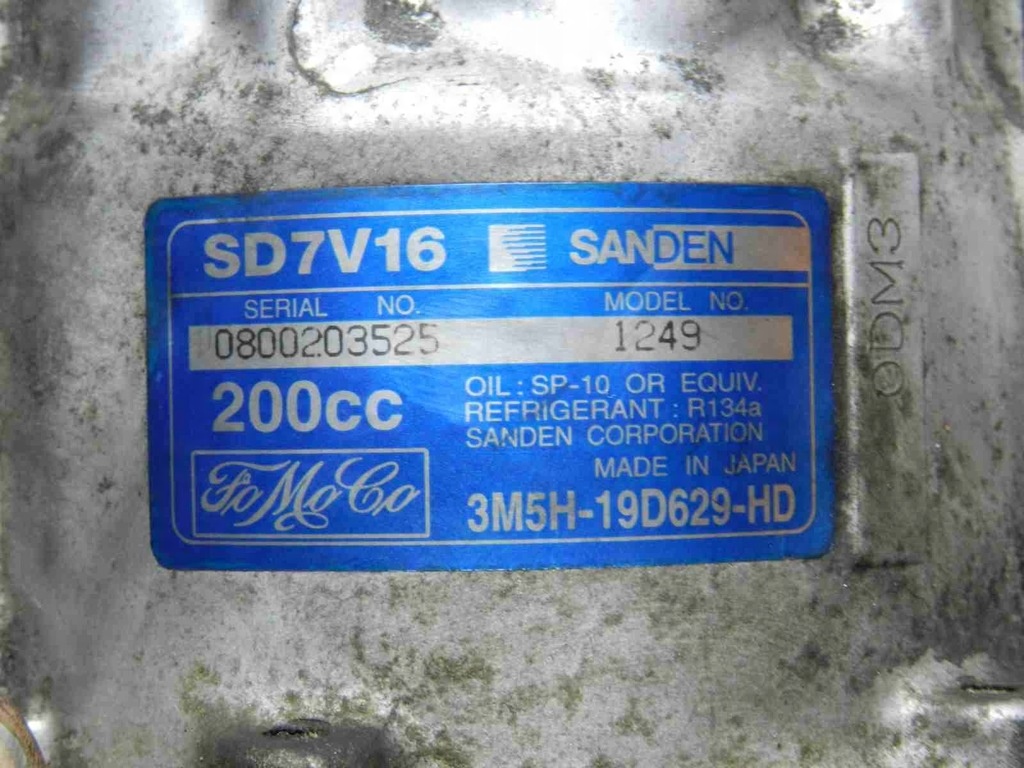 SD7V16 SANDEN
SERIAL NO. MODEL NO.
0800203525 1249
200cc
OIL : SP-10 OR EQUIV.
REFRIGERANT : R134a
SANDEN CORPORATION
MADE IN JAPAN
FoMoCo
3M5H-19D629-HD
0DM3